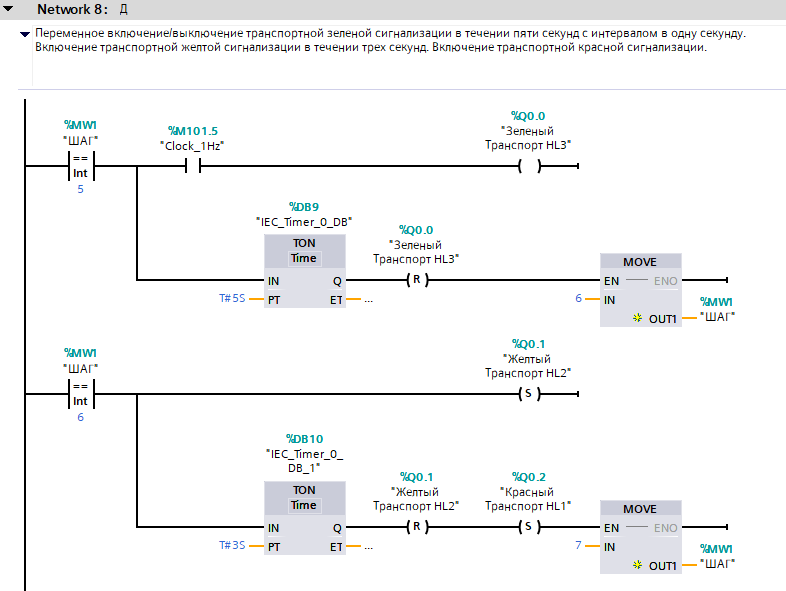 Network 8: Д
Переменное включение/выключение транспортной зеленой сигнализации в течении пяти секунд с интервалом в одну секунду.
Включение транспортной желтой сигнализации в течении трех секунд. Включение транспортной красной сигнализации.
%MW1
"ШАГ"
==
Int
5
%M101.5
"Clock_1Hz"
%Q0.0
"Зеленый
Транспорт HL3"
%DB9
"IEC_Timer_0_DB"
TON
Time
IN
Q
T#5S
PT
ET
...
%Q0.0
"Зеленый
Транспорт HL3"
R
MOVE
EN
ENO
6
IN
OUT1
%MW1
"ШАГ"
%MW1
"ШАГ"
==
Int
6
%Q0.1
"Желтый
Транспорт HL2"
S
%DB10
"IEC_Timer_0_
DB_1"
TON
Time
IN
Q
T#3S
PT
ET
...
%Q0.1
"Желтый
Транспорт HL2"
R
%Q0.2
"Красный
Транспорт HL1"
S
MOVE
EN
ENO
7
IN
OUT1
%MW1
"ШАГ"